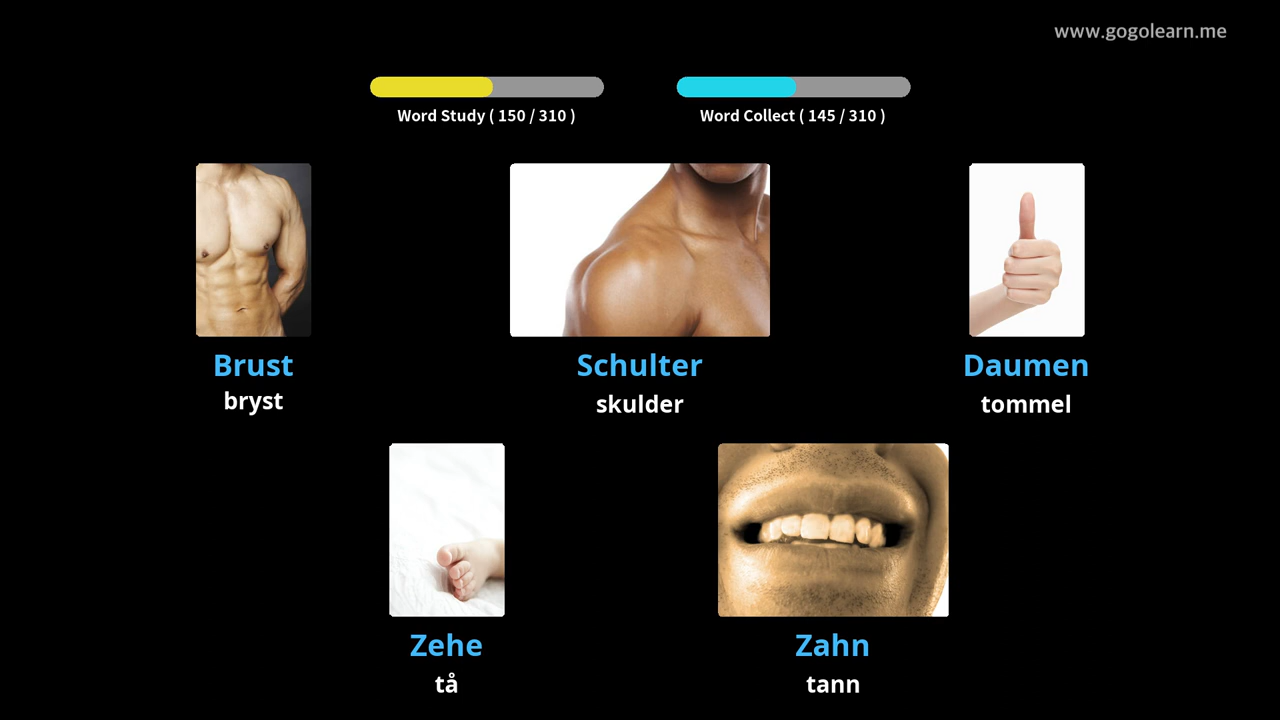 www.gogolearn.me
Word Study ( 150 / 310 )
Word Collect ( 145 / 310 )
Brust
bryst
Schulter
skulder
Daumen
tommel
Zehe
tå
Zahn
tann